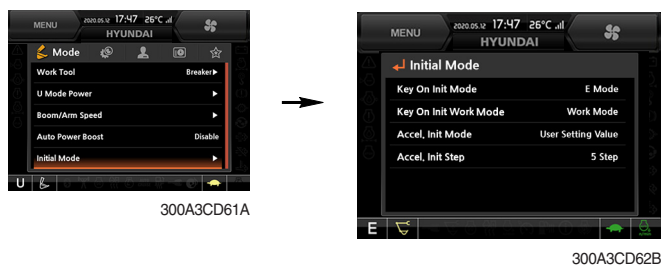 MENU
2020.05.12 17:47 26°C .ıl
HYUNDAI
Mode
Work Tool Breaker▶
U Mode Power ▶
Boom/Arm Speed ▶
Auto Power Boost Disable
Initial Mode ▶
U
300A3CD61A
MENU
2020.05.12 17:47 26°C .ıl
HYUNDAI
Initial Mode
Key On Init Mode E Mode
Key On Init Work Mode Work Mode
Accel, Init Mode User Setting Value
Accel, Init Step 5 Step
E
300A3CD62B